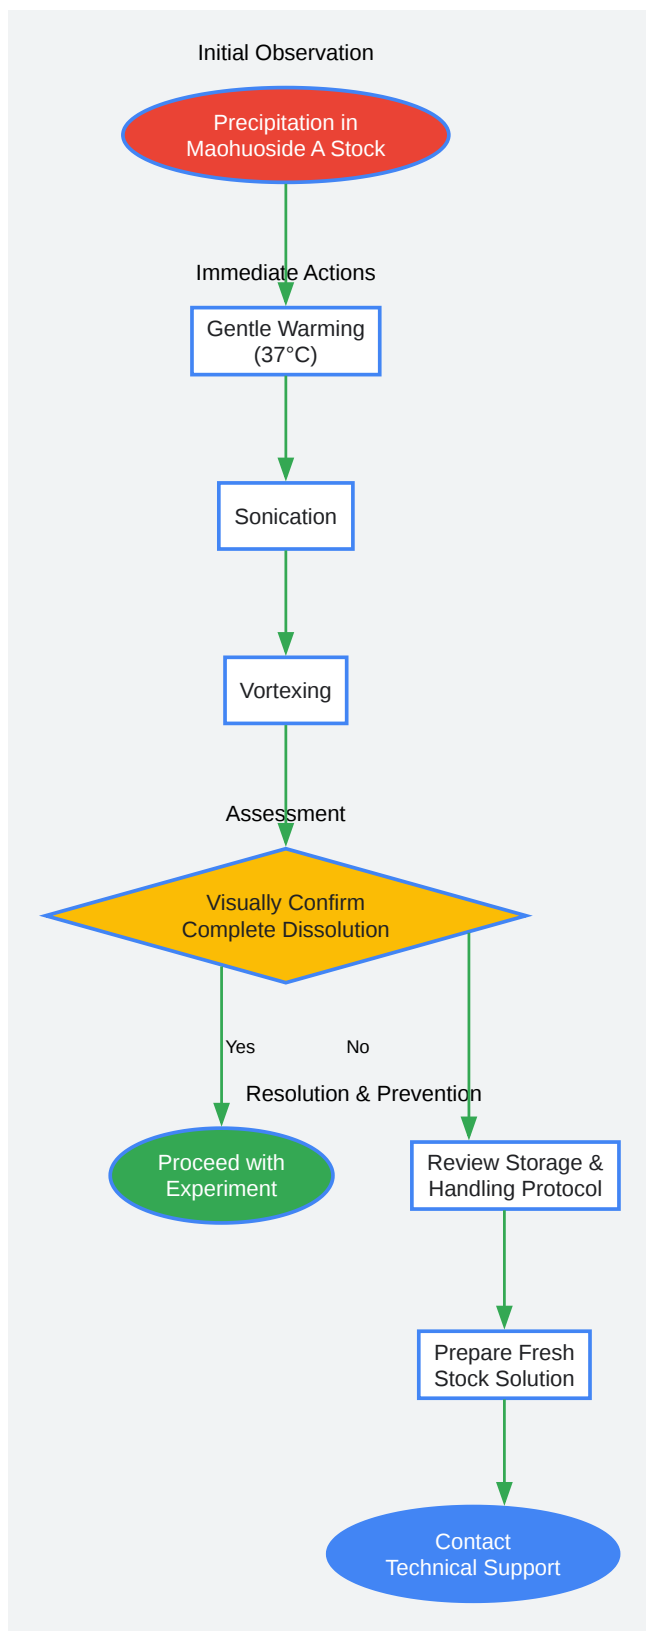 Initial Observation
Precipitation in
Maohuoside A Stock
Immediate Actions
Gentle Warming
(37°C)
Sonication
Vortexing
Assessment
Visually Confirm
Complete Dissolution
Yes
No
Resolution & Prevention
Proceed with
Experiment
Review Storage &
Handling Protocol
Prepare Fresh
Stock Solution
Contact
Technical Support